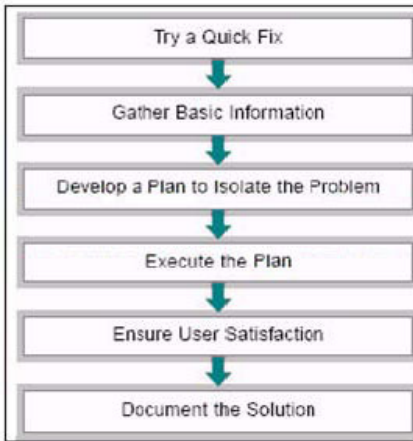 Try a Quick Fix
Gather Basic Information
Develop a Plan to Isolate the Problem
Execute the Plan
Ensure User Satisfaction
Document the Solution